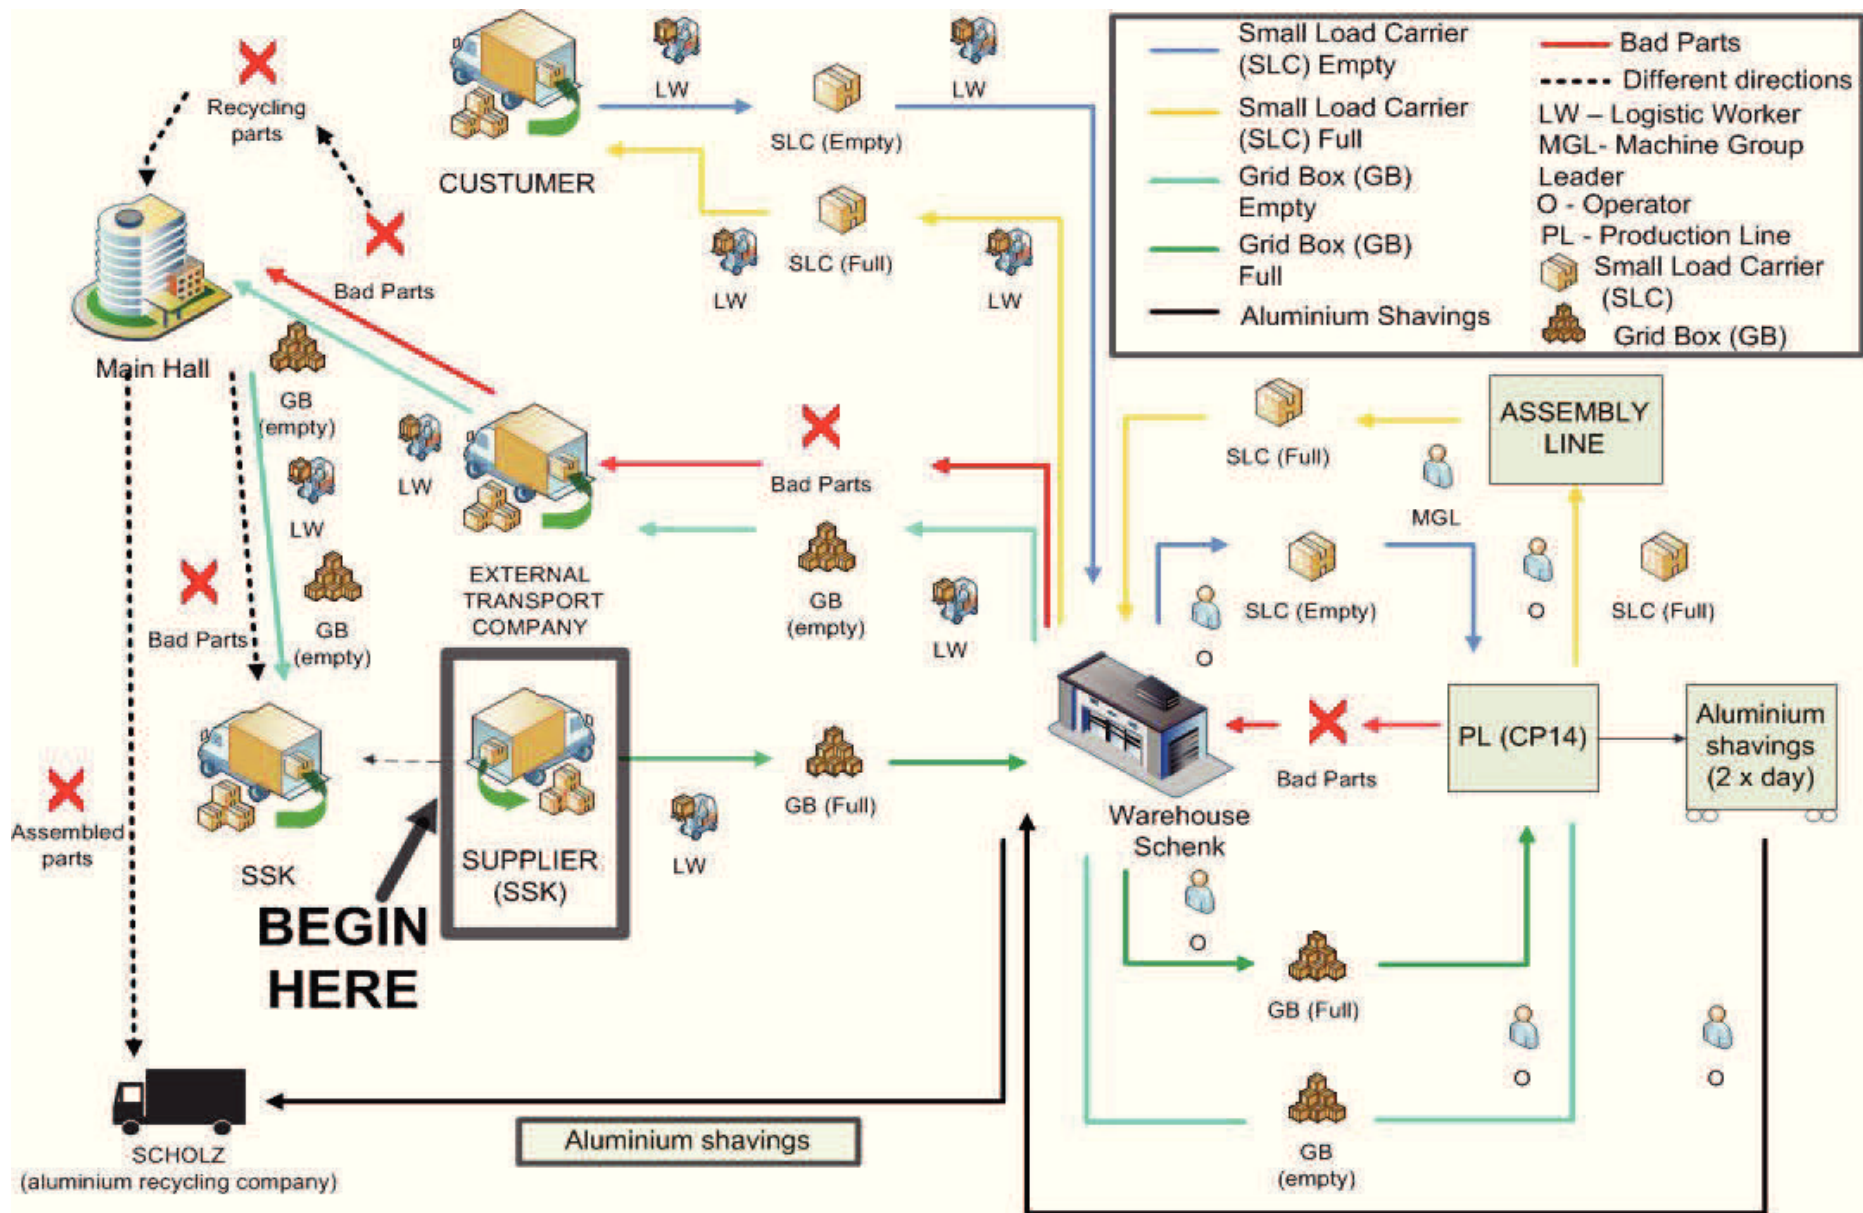 Small Load Carrier
(SLC) Empty
Small Load Carrier
(SLC) Full
Grid Box (GB)
Empty
Grid Box (GB)
Full
Aluminium Shavings
Bad Parts
Different directions
LW – Logistic Worker
MGL- Machine Group
Leader
O - Operator
PL - Production Line
Small Load Carrier
(SLC)
Grid Box (GB)
Recycling
parts
CUSTUMER
LW
SLC (Empty)
LW
SLC (Full)
LW
LW
Bad Parts
Main Hall
GB
(empty)
LW
LW
Bad Parts
GB
(empty)
EXTERNAL
TRANSPORT
COMPANY
Bad Parts
GB
(empty)
LW
ASSEMBLY
LINE
SLC (Full)
MGL
SLC (Empty)
O
O
SLC (Full)
Bad Parts
PL (CP14)
Aluminium
shavings
(2 x day)
Warehouse
Schenk
GB (Full)
LW
SUPPLIER
(SSK)
SSK
BEGIN
HERE
Assembled
parts
O
GB (Full)
O
O
GB
(empty)
Aluminium shavings
SCHOLZ
(aluminium recycling company)